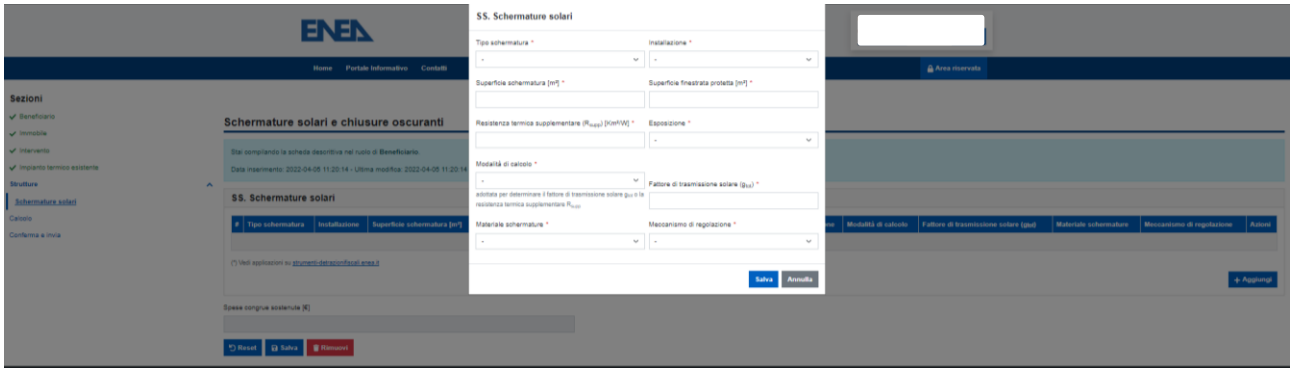 ENEA
Home Portale Informativo Contatti
Area riservata
Sezioni
Beneficiario
Immobile
Intervento
Impianto termico esistente
Strutture
Schermature solari
Calcolo
Conferma e invia
Schermature solari e chiusure oscuranti
Stai compilando la scheda descrittiva nel ruolo di Beneficiario.
Data inserimento: 2022-04-06 11:20:14 - Ultima modifica: 2022-04-06 11:20:14
SS. Schermature solari
# Tipo schermatura Installazione Superficie schermatura [m²]
Modalità di calcolo Fattore di trasmissione solare (gtot) Materiale schermature Meccanismo di regolazione Azioni
(*) Vedi applicazioni su strumenti-detrazionifiscali.enea.it
+ Aggiungi
Spese congrue sostenute [€]
Reset Salva Rimuovi
SS. Schermature solari
Tipo schermatura * Installazione *
- -
Superficie schermatura [m²] * Superficie finestrata protetta [m²] *
Resistenza termica supplementare (Rsupp) [Km²/W] * Esposizione *
-
Modalità di calcolo *
-
Fattore di trasmissione solare (gtot) *
adottata per determinare il fattore di trasmissione solare gtot o la
resistenza termica supplementare Rsupp
Materiale schermature * Meccanismo di regolazione *
- -
Salva Annulla